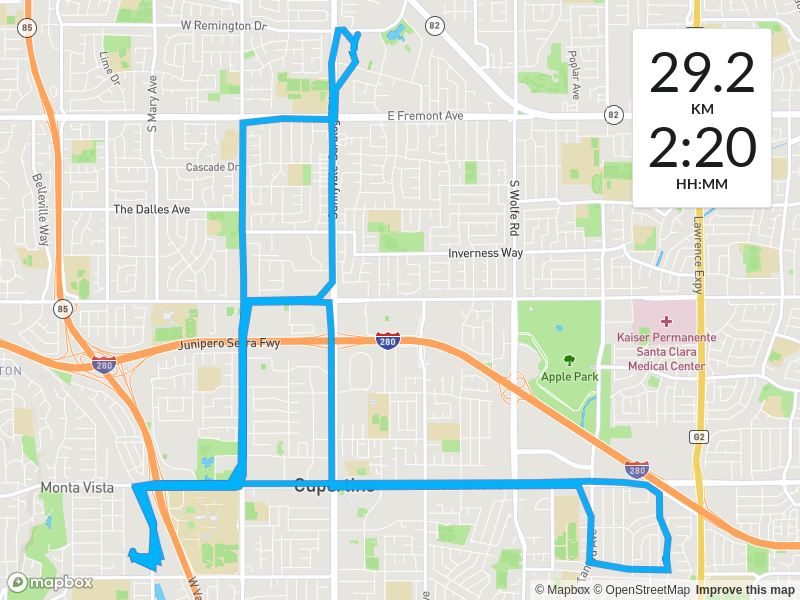 85
W Remington Dr
82
29.2
KM
2:20
HH:MM
Lime Dr
S Mary Ave
Poplar Ave
E Fremont Ave
82
Cascade Dr
Belleville Way
The Dalles Ave
S Wolfe Rd
Inverness Way
Lawrence Expy
85
Junipero Serra Fwy
280
280
Kaiser Permanente
Santa Clara
Medical Center
Apple Park
G2
280
Monta Vista
Cupertino
Tantau Ave
mapbox
© Mapbox © OpenStreetMap Improve this map